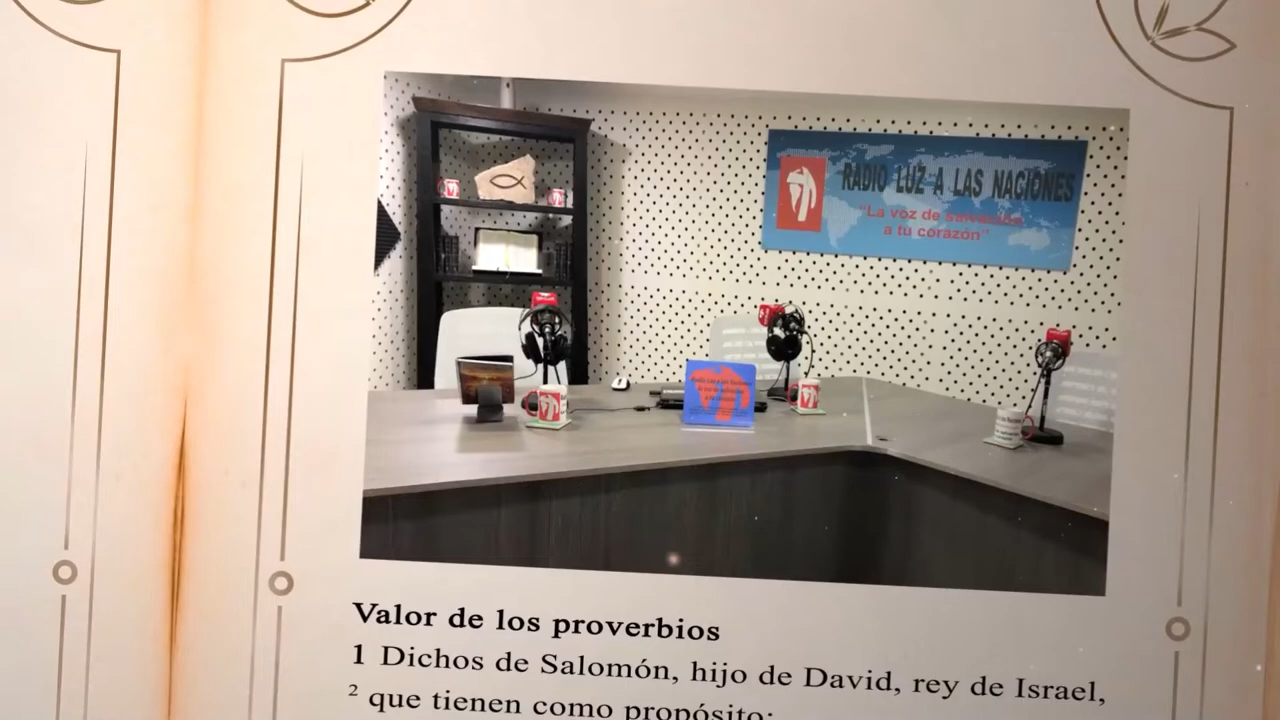 RADIO LUZ A LAS NACIONES
"La voz de salvación
a tu corazón"
Valor de los proverbios
1 Dichos de Salomón, hijo de David, rey de Israel,
2 que tienen como propósito: